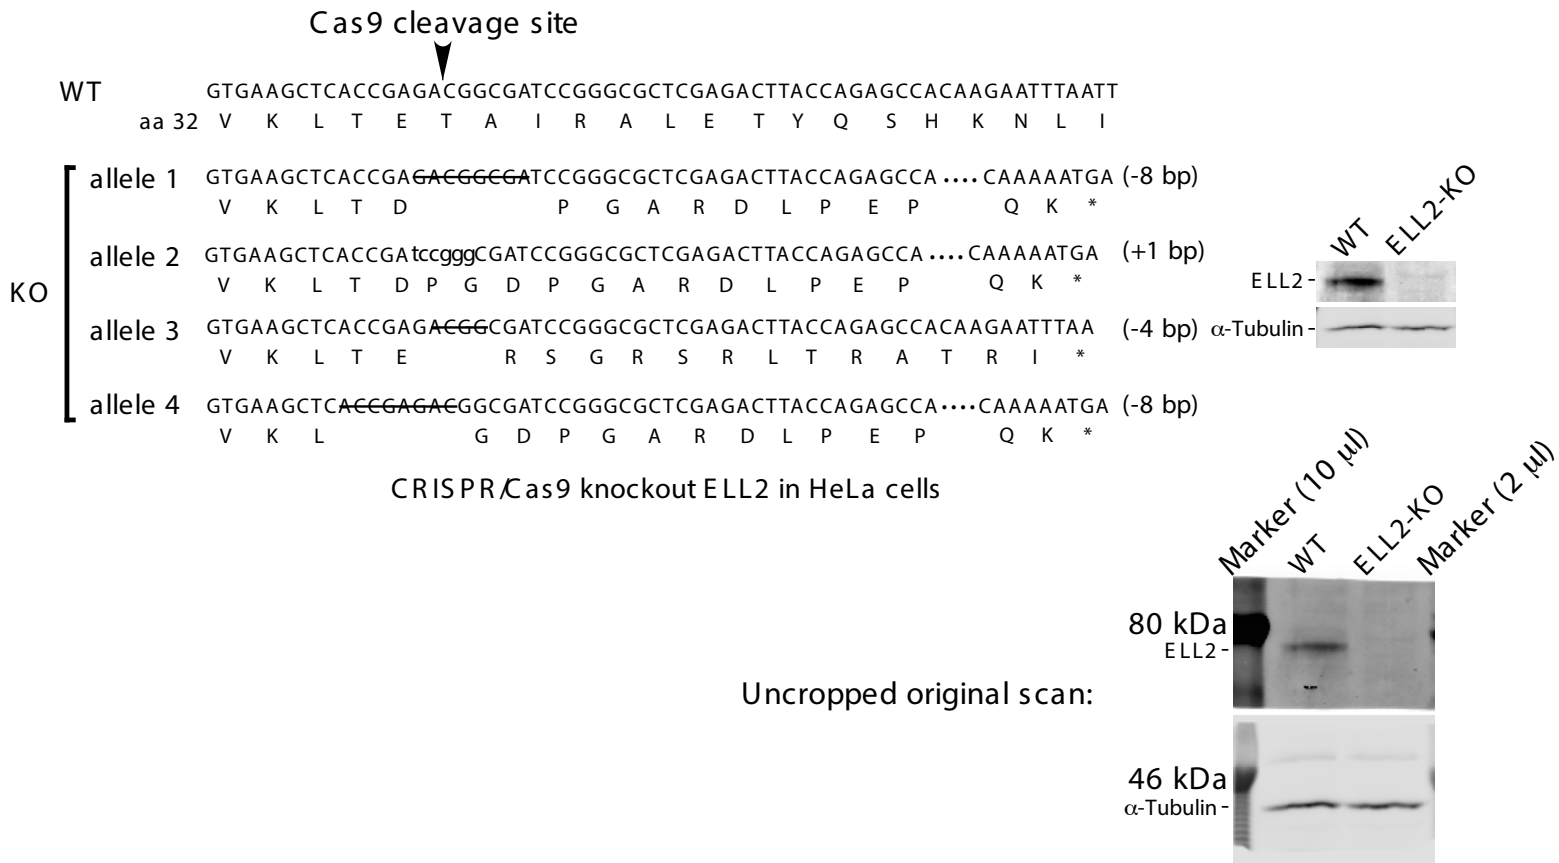 Cas9 cleavage site
WT GTGAAGCTCACCGAGACGGCGATCCGGGCGCTCGAGACTTACCAGAGCCACAAGAATTTAATT
aa 32 V K L T E T A I R A L E T Y Q S H K N L I
KO
allele 1 GTGAAGCTCACCGAGACGGCGATCCGGGCGCTCGAGACTTACCAGAGCCA....CAAAAATGA (-8 bp)
V K L T D P G A R D L P E P Q K *
allele 2 GTGAAGCTCACCGAtccgggCGATCCGGGCGCTCGAGACTTACCAGAGCCA....CAAAAATGA (+1 bp)
V K L T D P G D P G A R D L P E P Q K *
allele 3 GTGAAGCTCACCGAGACGGCGATCCGGGCGCTCGAGACTTACCAGAGCCACAAGAATTTAA (-4 bp)
V K L T E R S G R S R L T R A T R I *
allele 4 GTGAAGCTCACCGAGACGGCGATCCGGGCGCTCGAGACTTACCAGAGCCA....CAAAAATGA (-8 bp)
V K L G D P G A R D L P E P Q K *
CRISPR/Cas9 knockout ELL2 in HeLa cells
WT ELL2-KO
ELL2-
α-Tubulin-
Marker (10 µl) WT ELL2-KO Marker (2 µl)
80 kDa
ELL2-
Uncropped original scan:
46 kDa
α-Tubulin-